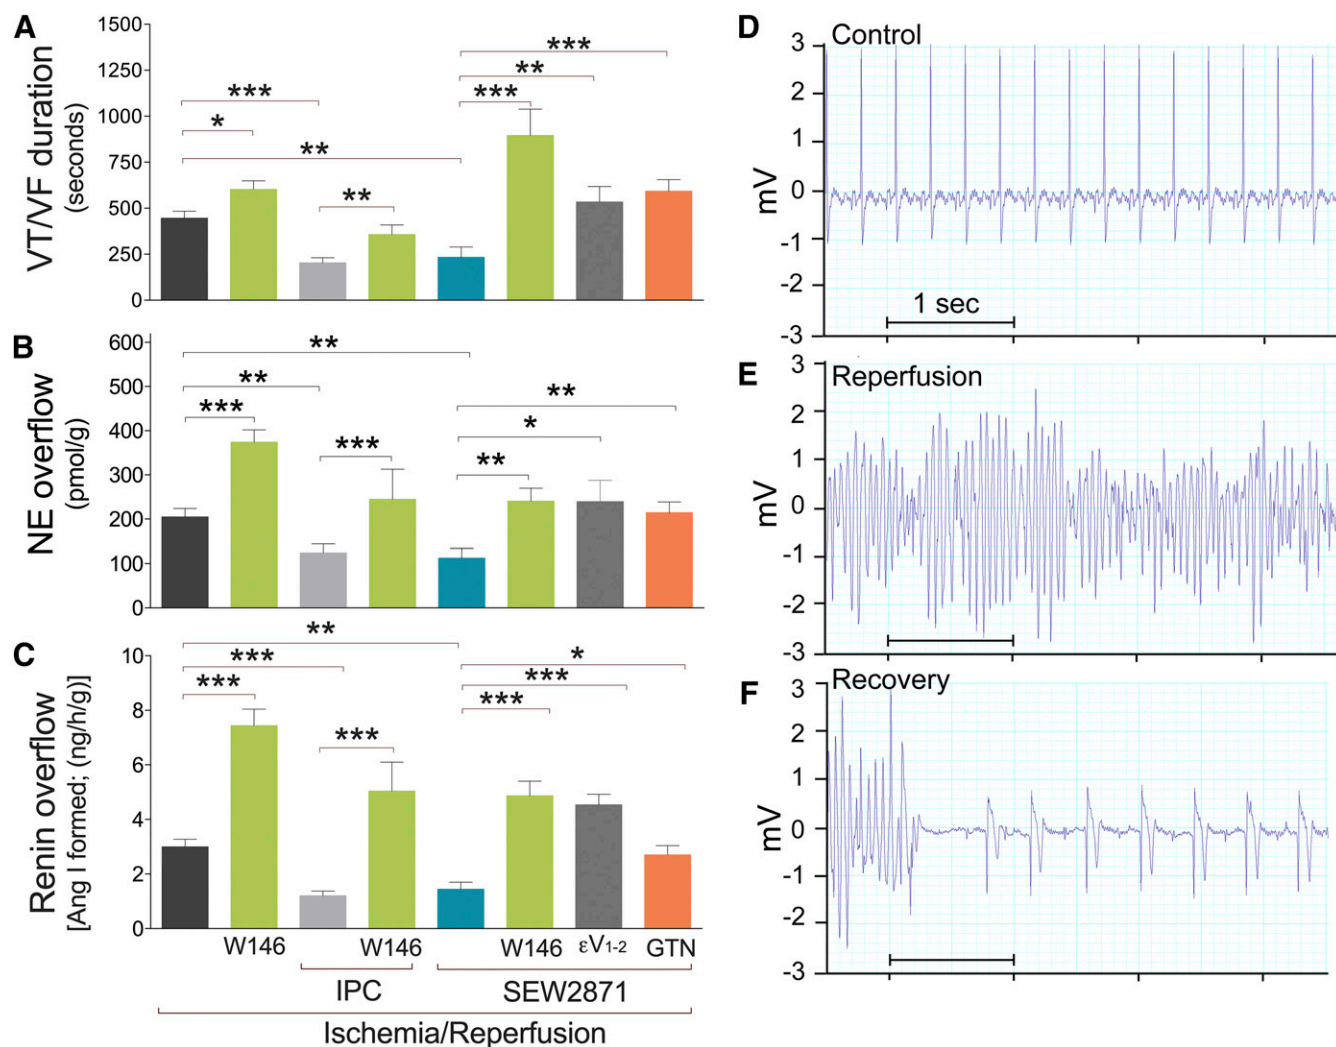 A
VT/VF duration
(seconds)
1500
1250
1000
750
500
250
0
***
*
**
**
***
**
***
B
NE overflow
(pmol/g)
600
500
400
300
200
100
0
**
**
***
***
**
*
**
C
Renin overflow
[Ang I formed; (ng/h/g)]
10
8
6
4
2
0
**
***
***
***
*
***
***
W146 W146 W146 εV1-2 GTN
IPC SEW2871
Ischemia/Reperfusion
D
Control
mV
3
2
1
0
-1
-2
-3
1 sec
E
Reperfusion
mV
3
2
1
0
-1
-2
-3
F
Recovery
mV
3
2
1
0
-1
-2
-3